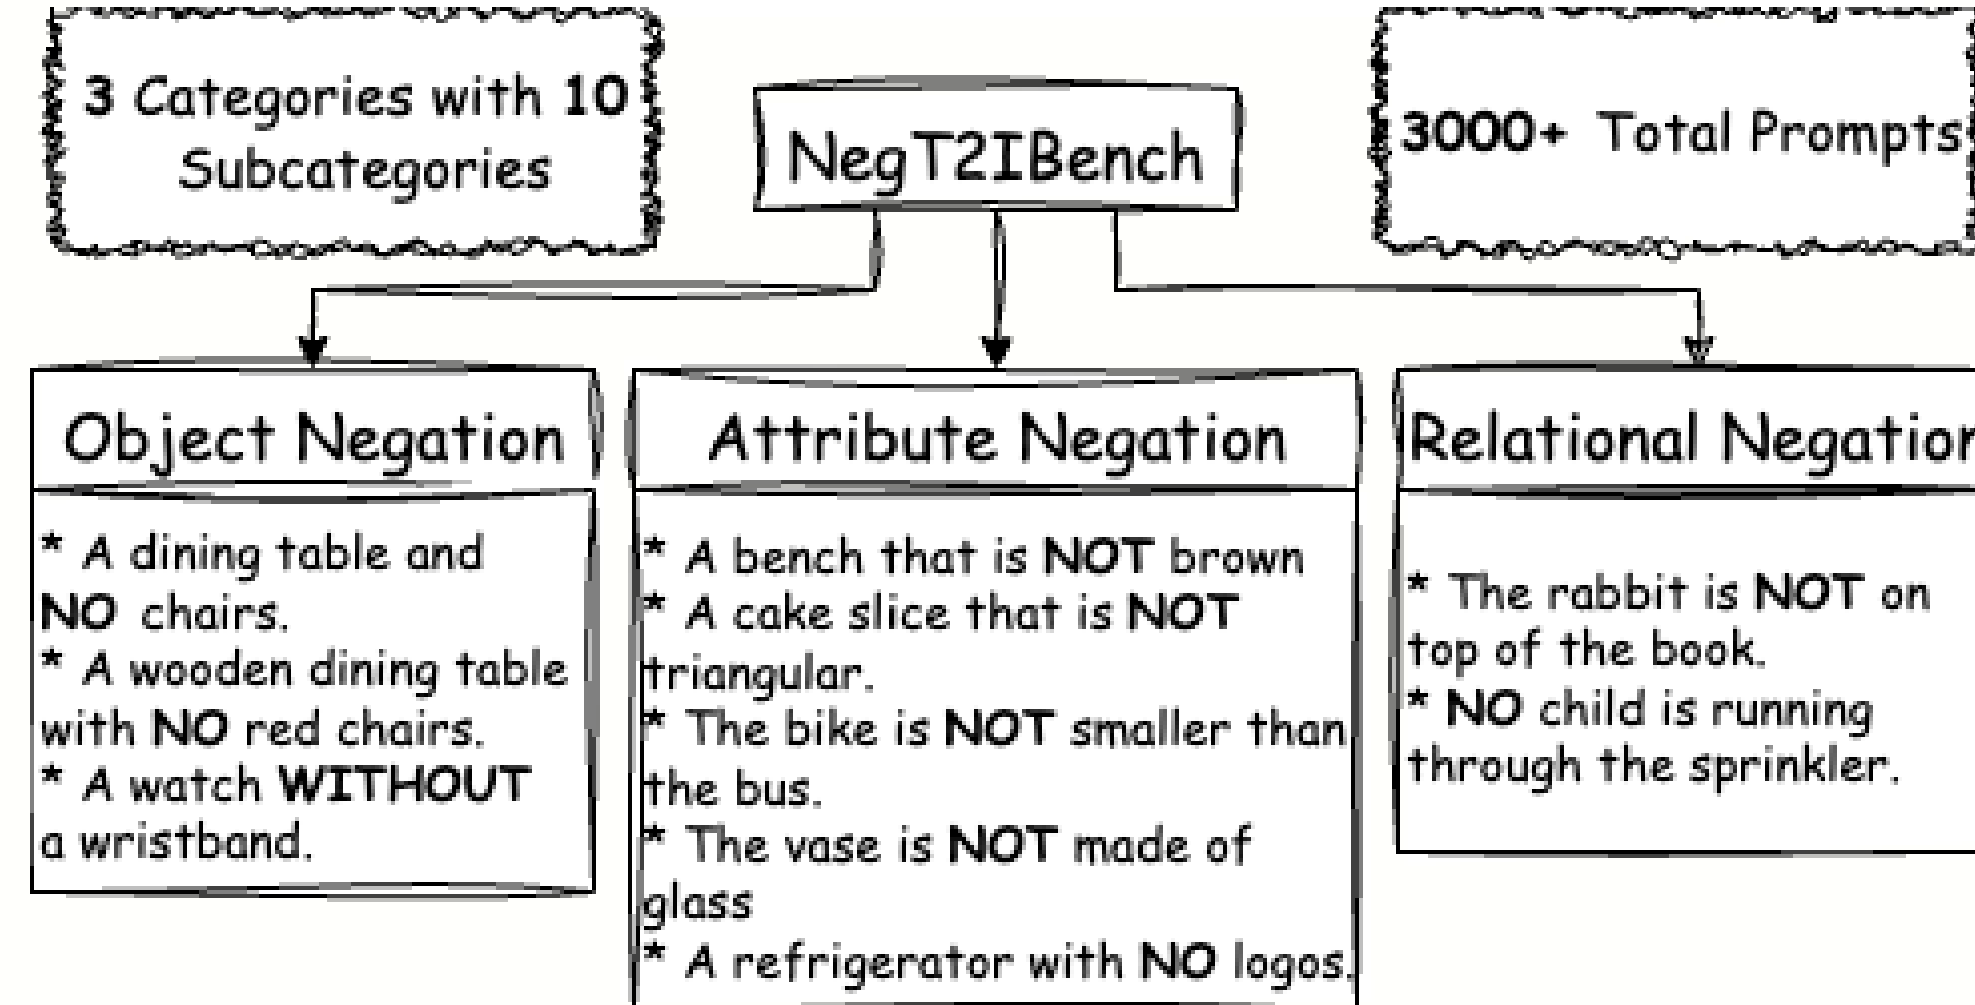 3 Categories with 10
Subcategories
NegT2IBench
3000+ Total Prompts
Object Negation
* A dining table and
NO chairs.
* A wooden dining table
with NO red chairs.
* A watch WITHOUT
a wristband.
Attribute Negation
* A bench that is NOT brown
* A cake slice that is NOT
triangular.
* The bike is NOT smaller than
the bus.
* The vase is NOT made of
glass
* A refrigerator with NO logos.
Relational Negation
* The rabbit is NOT on
top of the book.
* NO child is running
through the sprinkler.